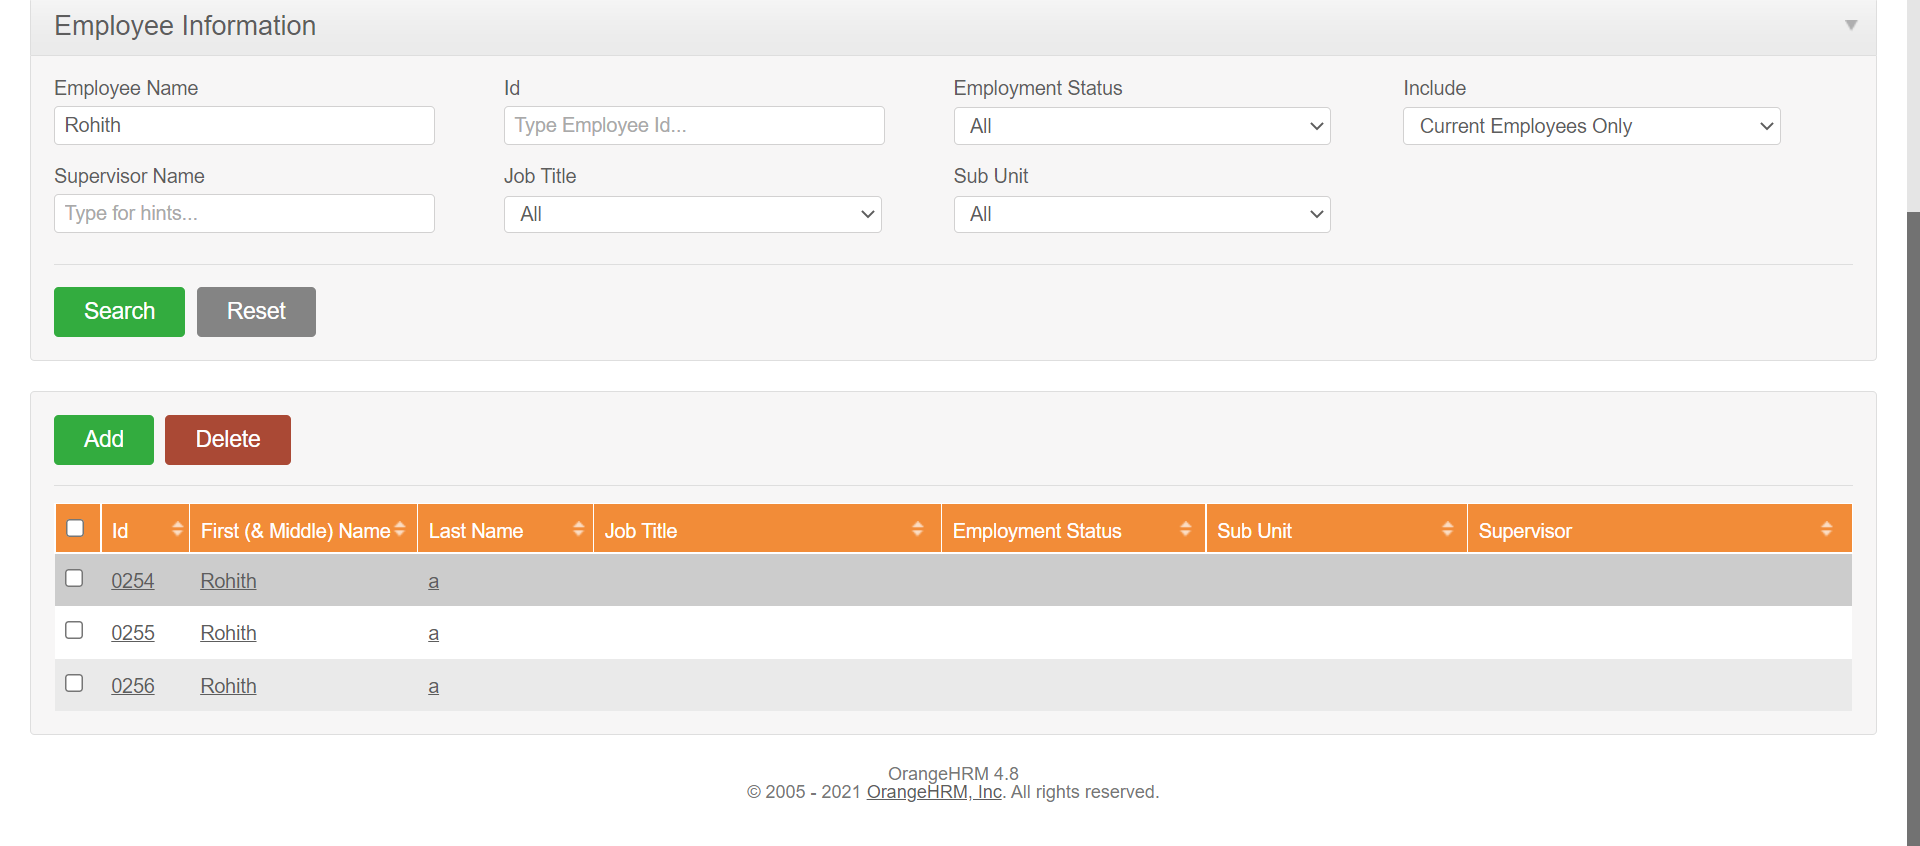 Employee Information
Employee Name Id Employment Status Include
Rohith Type Employee Id... All Current Employees Only
Supervisor Name Job Title Sub Unit
Type for hints... All All
Search Reset
Add Delete
Id First (& Middle) Name Last Name Job Title Employment Status Sub Unit Supervisor
0254 Rohith a
0255 Rohith a
0256 Rohith a
OrangeHRM 4.8
© 2005 - 2021 OrangeHRM, Inc. All rights reserved.